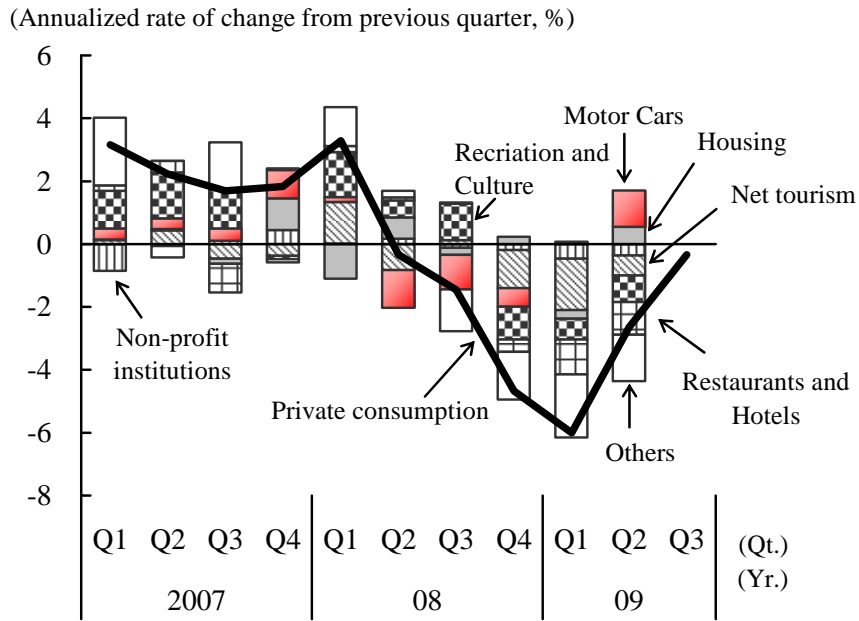 (Annualized rate of change from previous quarter, %)
6
4
2
0
-2
-4
-6
-8
Motor Cars
Housing
Recriation and
Culture
Net tourism
Non-profit
institutions
Private consumption
Restaurants and
Hotels
Others
Q1 Q2 Q3 Q4 Q1 Q2 Q3 Q4 Q1 Q2 Q3 (Qt.)
(Yr.)
2007 08 09